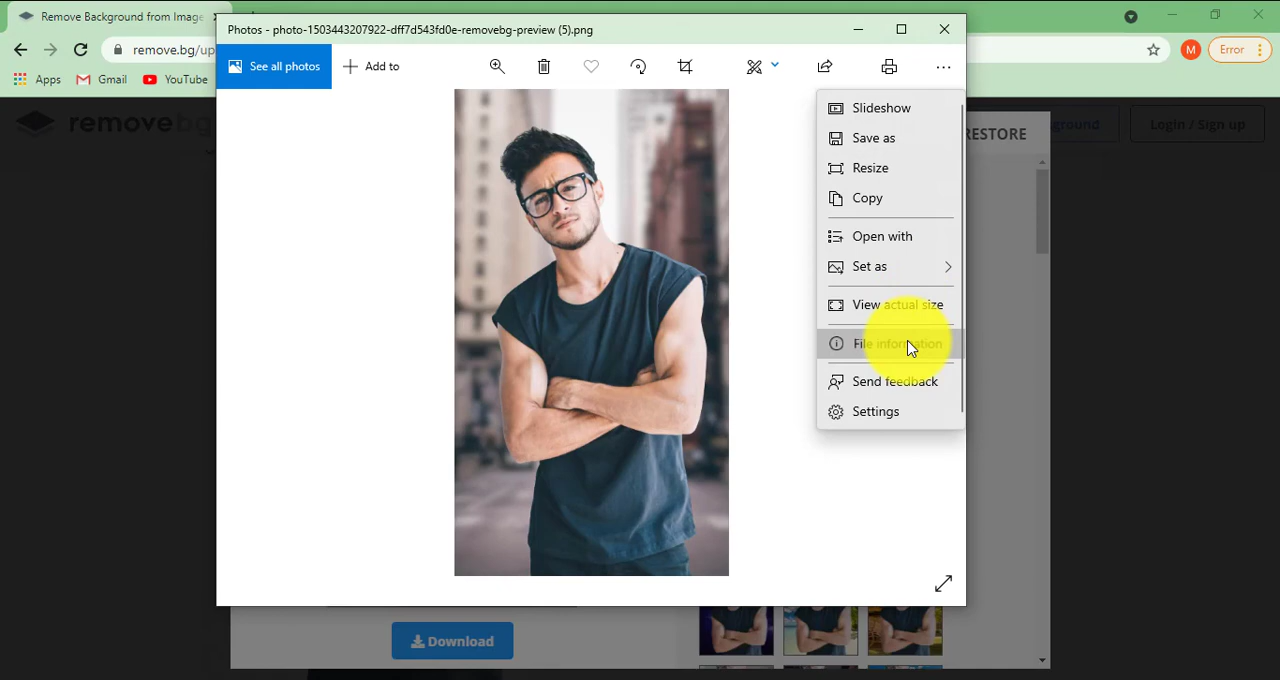 Remove Background from Image
Photos - photo-1503443207922-dff7d543fd0e-removebg-preview (5).png
remove.bg/up
M
Error
Apps
Gmail
YouTube
See all photos
Add to
removebg
RESTORE
ground
Login / Sign up
Slideshow
Save as
Resize
Copy
Open with
Set as
View actual size
File information
Send feedback
Settings
Download